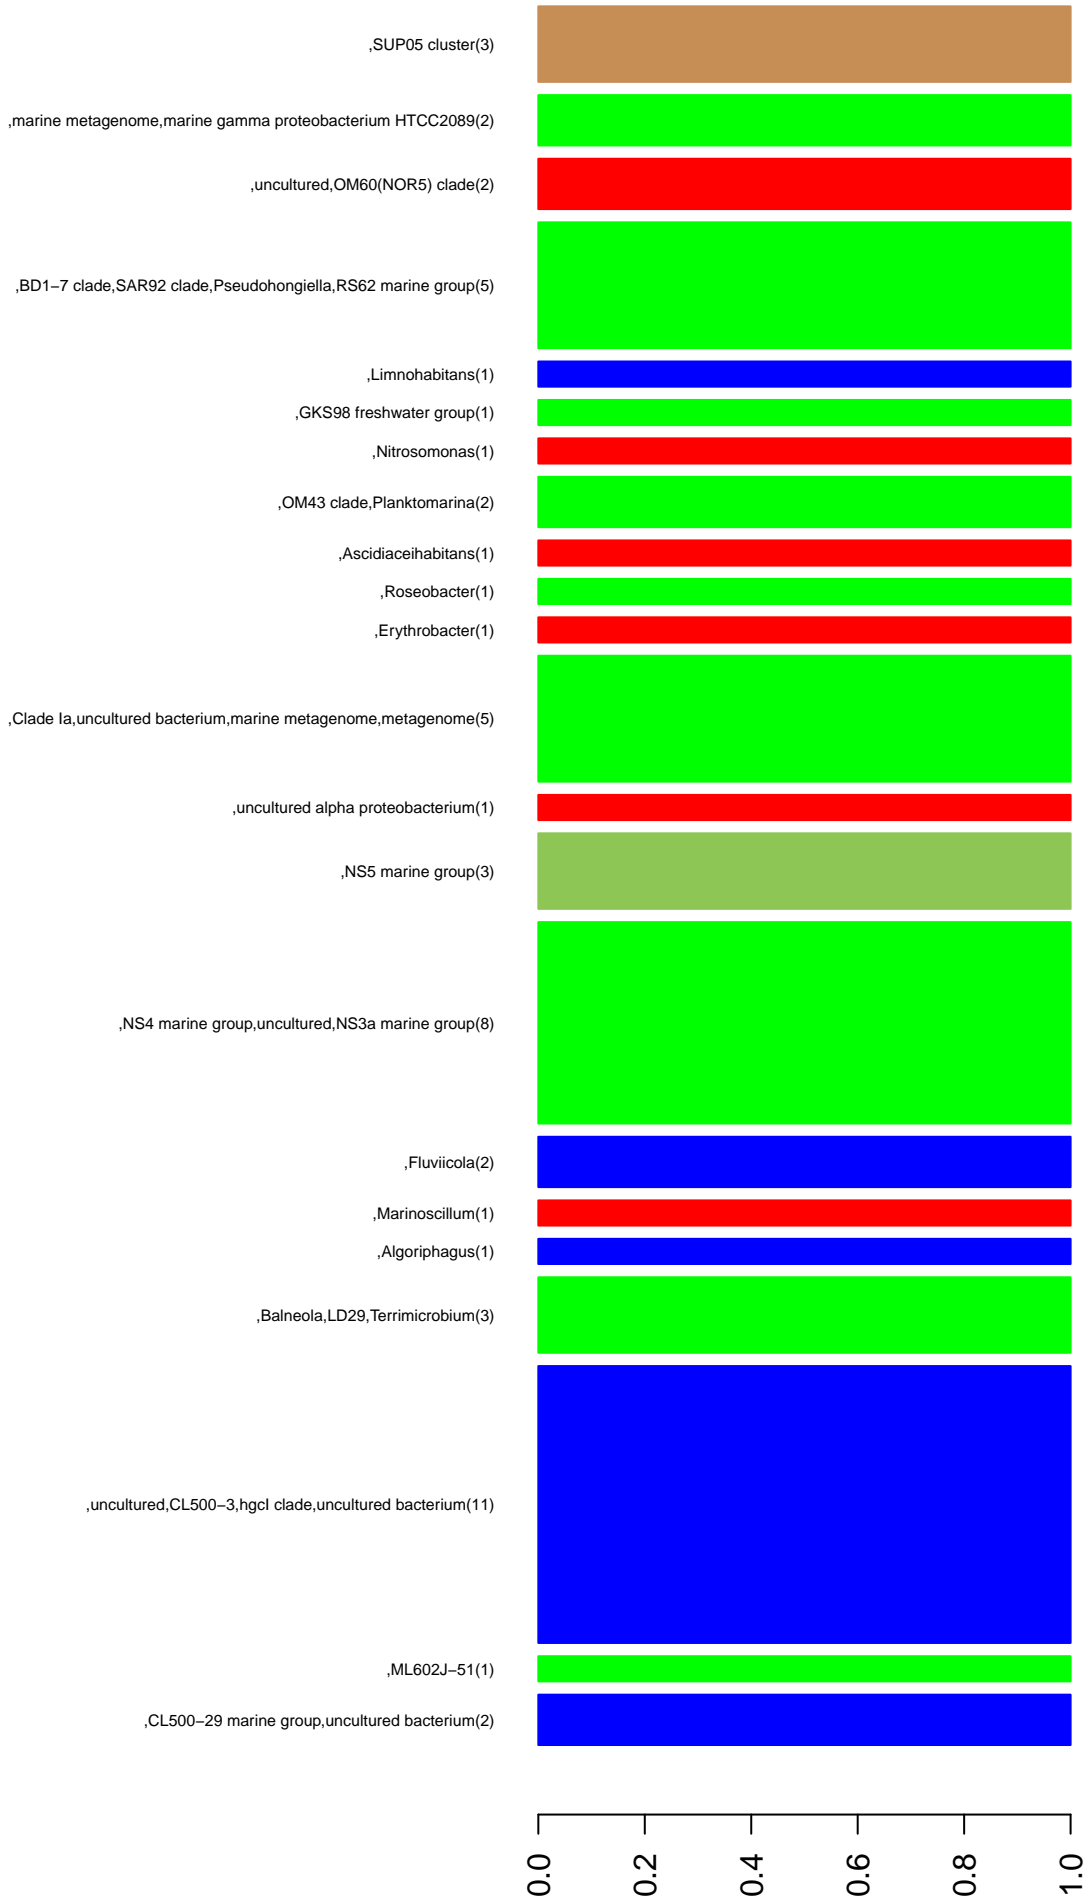 ,SUP05 cluster(3)
,marine metagenome,marine gamma proteobacterium HTCC2089(2)
,uncultured,OM60(NOR5) clade(2)
,BD1−7 clade,SAR92 clade,Pseudohongiella,RS62 marine group(5)
,Limnohabitans(1)
,GKS98 freshwater group(1)
,Nitrosomonas(1)
,OM43 clade,Planktomarina(2)
,Ascidiaceihabitans(1)
,Roseobacter(1)
,Erythrobacter(1)
,Clade Ia,uncultured bacterium,marine metagenome,metagenome(5)
,uncultured alpha proteobacterium(1)
,NS5 marine group(3)
,NS4 marine group,uncultured,NS3a marine group(8)
,Fluviicola(2)
,Marinoscillum(1)
,Algoriphagus(1)
,Balneola,LD29,Terrimicrobium(3)
,uncultured,CL500−3,hgcI clade,uncultured bacterium(11)
,ML602J−51(1)
,CL500−29 marine group,uncultured bacterium(2)
0.0 0.2 0.4 0.6 0.8 1.0